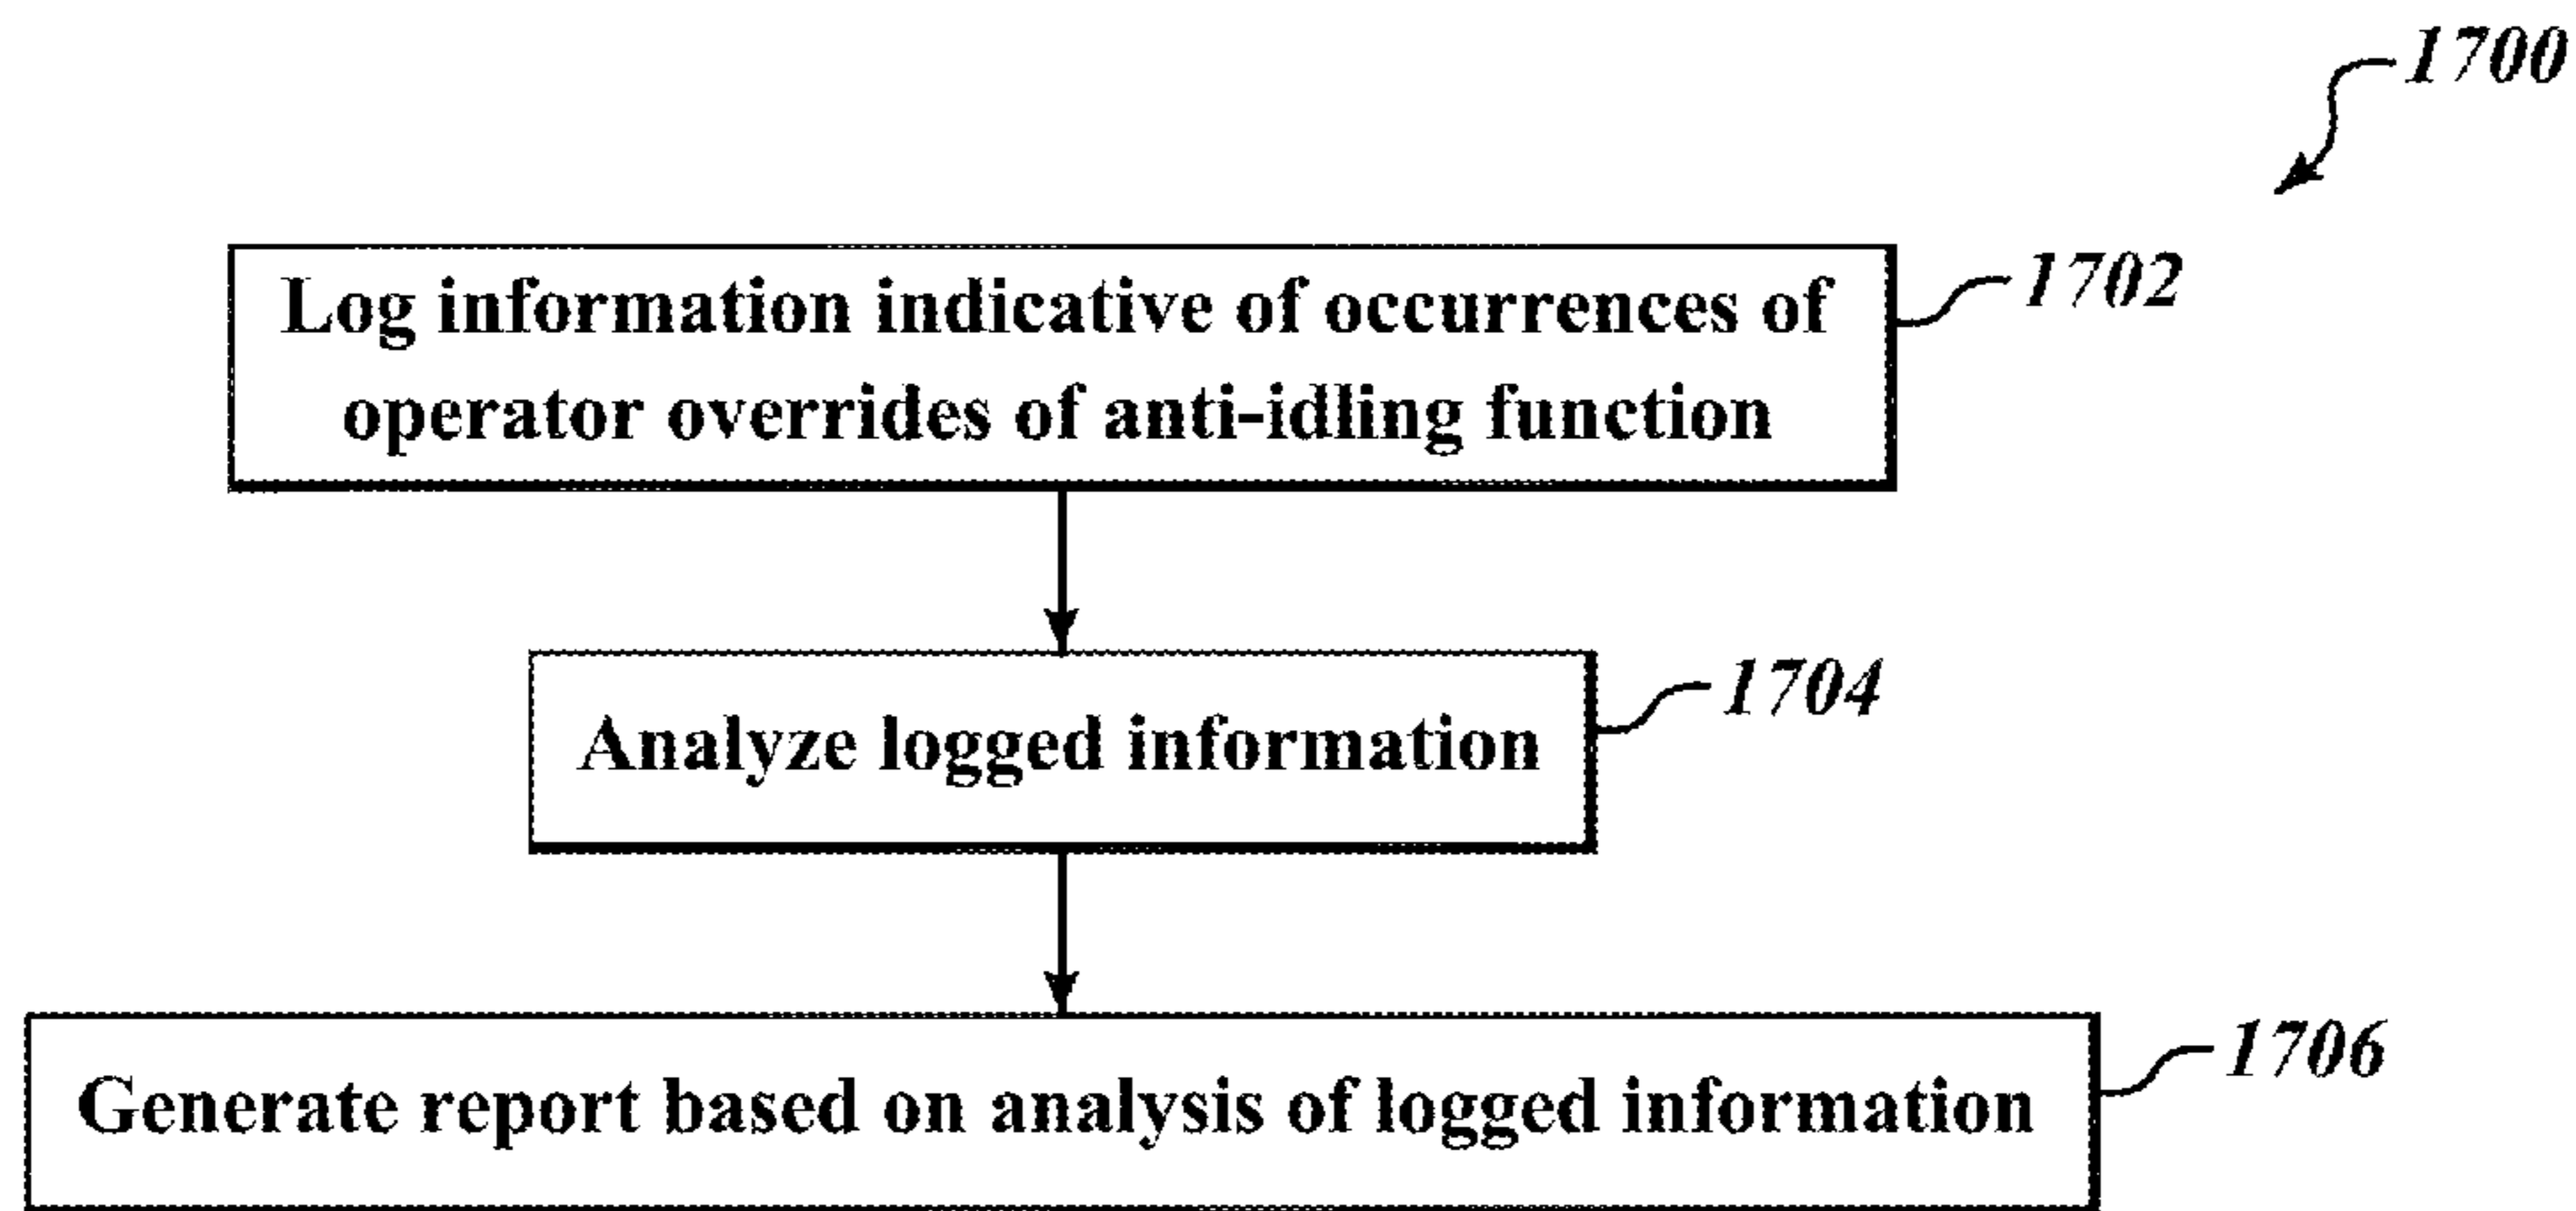 1700
Log information indicative of occurrences of
operator overrides of anti-idling function
1702
Analyze logged information
1704
Generate report based on analysis of logged information
1706